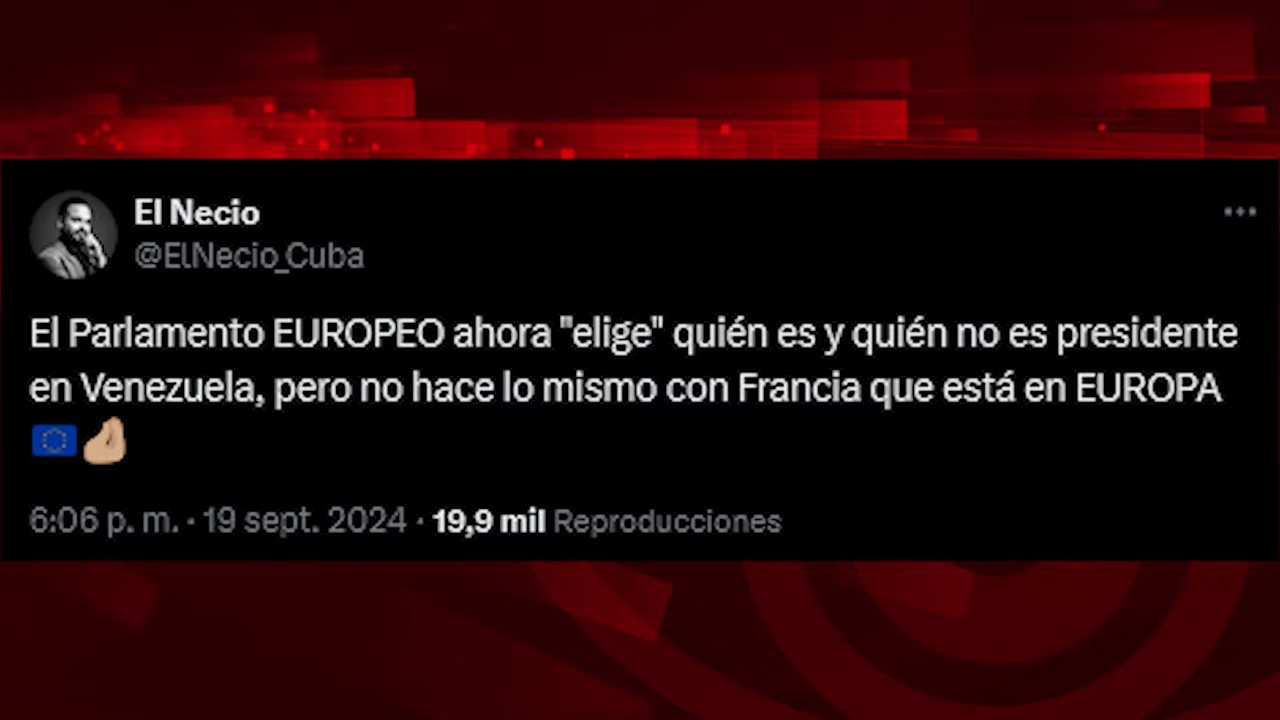 El Necio
@ElNecio_Cuba
El Parlamento EUROPEO ahora "elige" quién es y quién no es presidente
en Venezuela, pero no hace lo mismo con Francia que está en EUROPA
🇪🇺🤌🏼
6:06 p. m. · 19 sept. 2024 · 19,9 mil Reproducciones